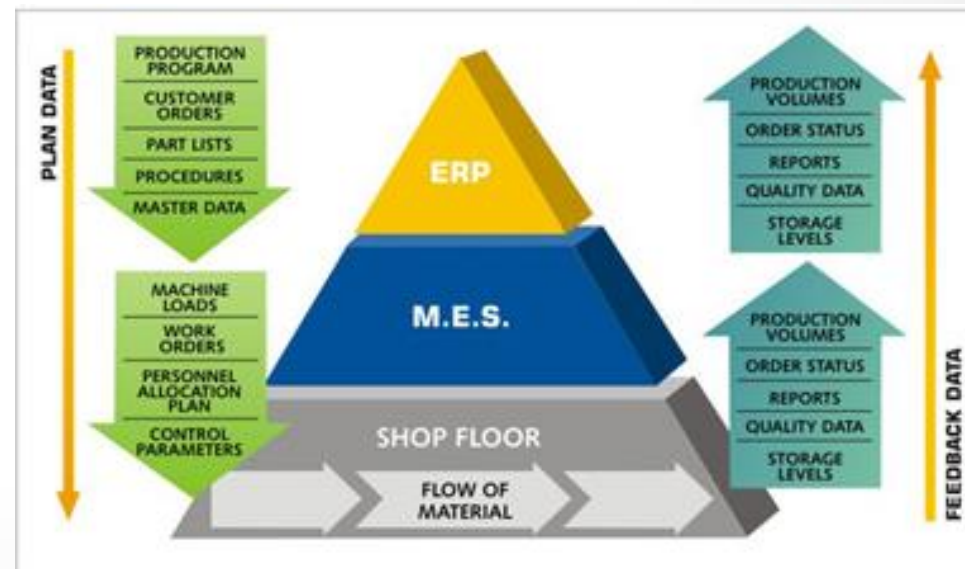 PLAN DATA
PRODUCTION
PROGRAM
CUSTOMER
ORDERS
PART LISTS
PROCEDURES
MASTER DATA
MACHINE
LOADS
WORK
ORDERS
PERSONNEL
ALLOCATION
PLAN
CONTROL
PARAMETERS
ERP
M.E.S.
SHOP FLOOR
FLOW OF
MATERIAL
PRODUCTION
VOLUMES
ORDER STATUS
REPORTS
QUALITY DATA
STORAGE
LEVELS
PRODUCTION
VOLUMES
ORDER STATUS
REPORTS
QUALITY DATA
STORAGE
LEVELS
FEEDBACK DATA